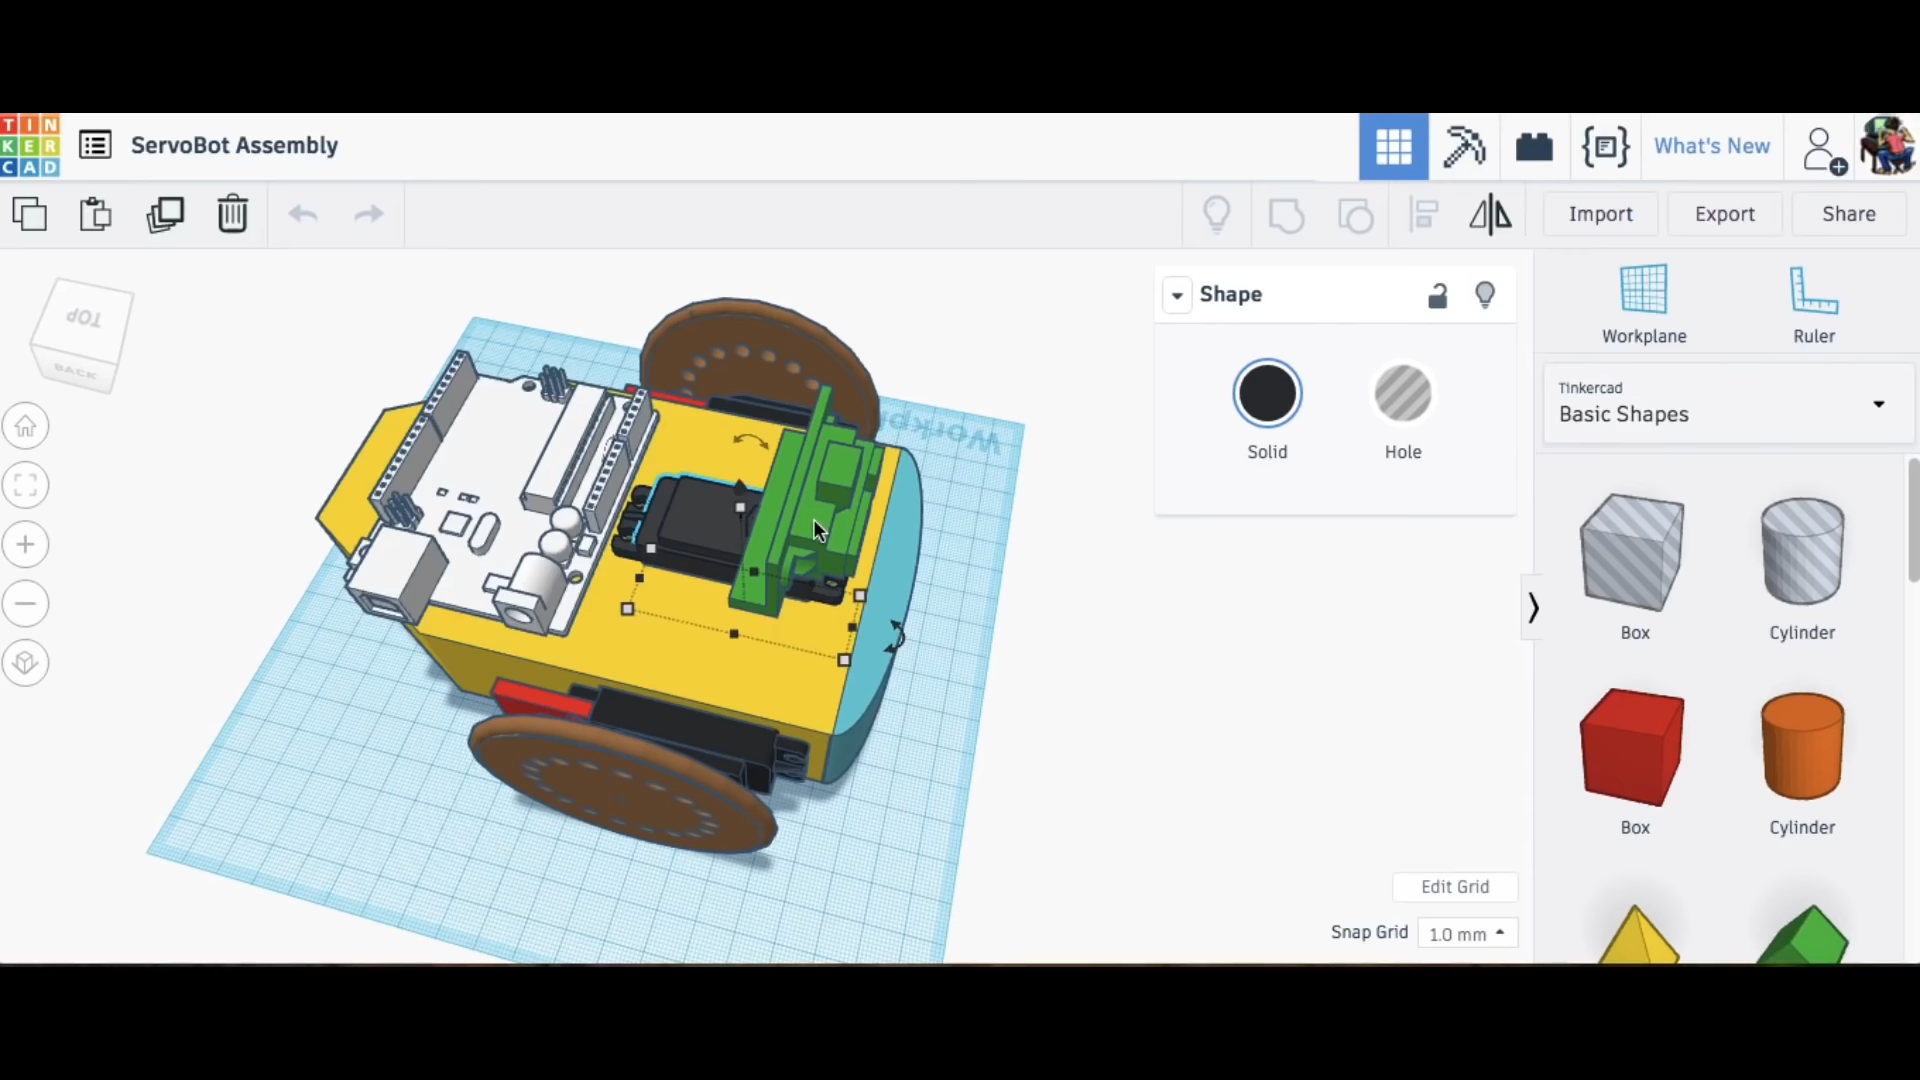 TIN
KER
CAD
ServoBot Assembly
What's New
Import
Export
Share
TOP
BACK
Workp
Shape
Solid
Hole
Workplane
Ruler
Tinkercad
Basic Shapes
Box
Cylinder
Box
Cylinder
Edit Grid
Snap Grid
1.0 mm